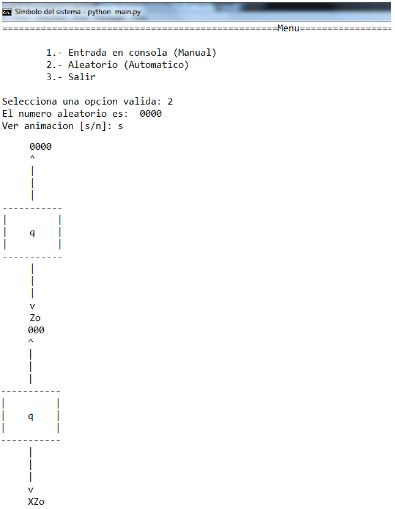 Símbolo del sistema - python main.py
Menu
1.- Entrada en consola (Manual)
2.- Aleatorio (Automatico)
3.- Salir
Selecciona una opcion valida: 2
El numero aleatorio es:  0000
Ver animacion [s/n]: s
0000
q
v
Zo
000
q
v
XZo